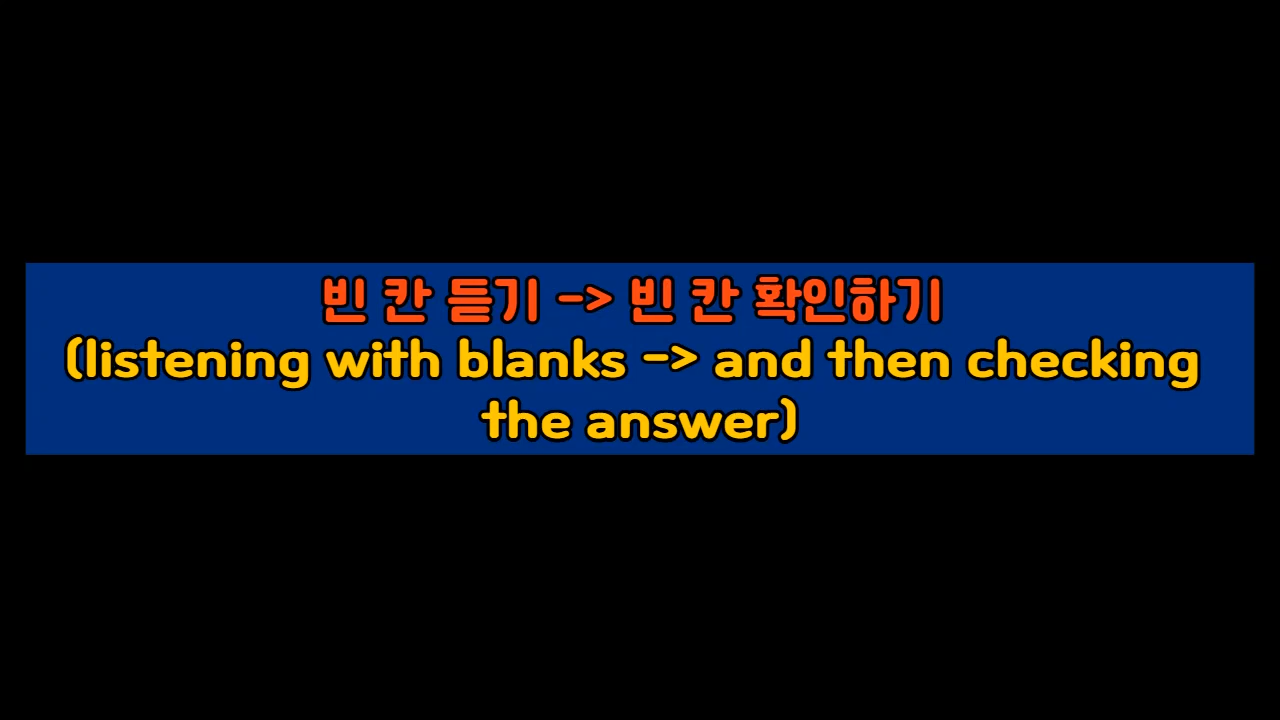 빈 칸 듣기 -> 빈 칸 확인하기
(listening with blanks -> and then checking
the answer)